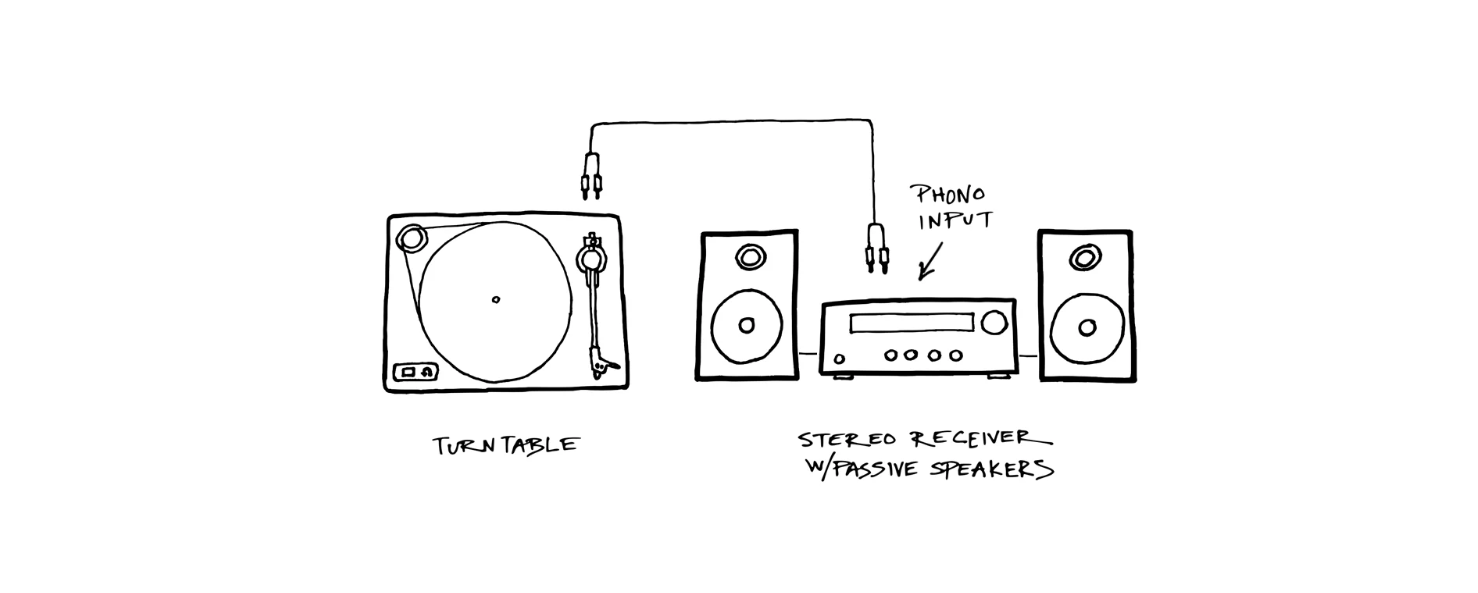 PHONO
INPUT
TURNTABLE
STEREO RECEIVER
W/PASSIVE SPEAKERS